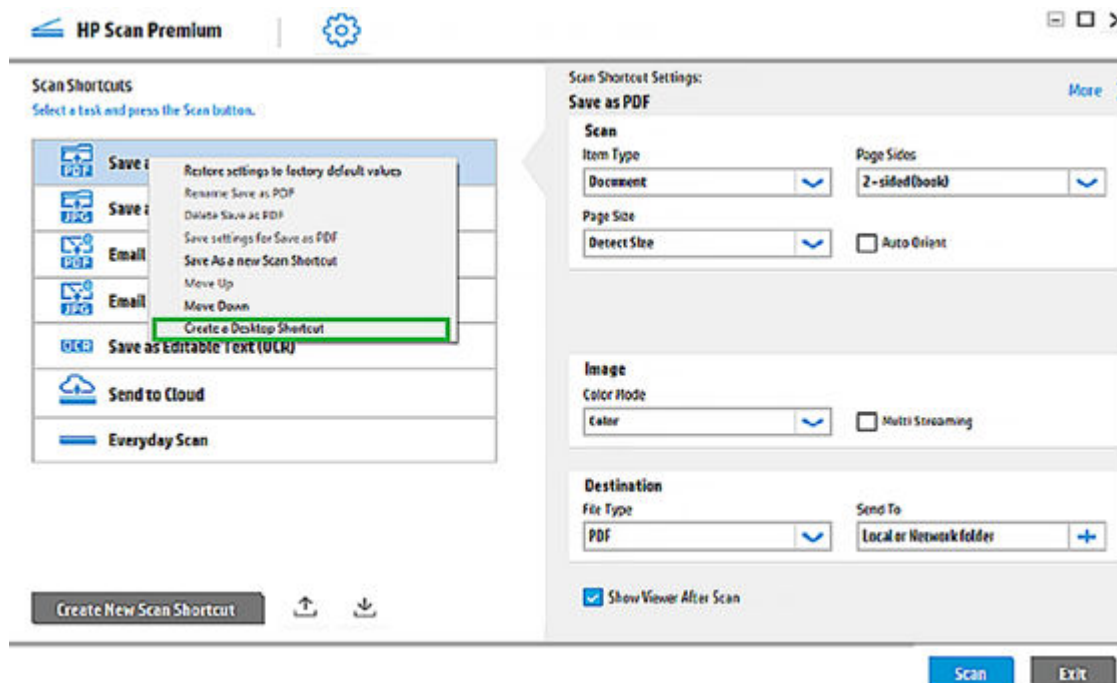 HP Scan Premium
Scan Shortcuts
Select a task and press the Scan button.
PDF Save a
JPG Save a
PDF Email
JPG Email
OCR Save as Editable Text (OCR)
Send to Cloud
Everyday Scan
Restore settings to factory default values
Rename Save as PDF
Delete Save as PDF
Save settings for Save as PDF
Save As a new Scan Shortcut
Move Up
Move Down
Create a Desktop Shortcut
Create New Scan Shortcut
Scan Shortcut Settings:
Save as PDF
More
Scan
Item Type
Page Sides
Document
2-sided(book)
Page Size
Detect Size
Auto Orient
Image
Color Mode
Color
Multi Streaming
Destination
File Type
Send To
PDF
Local or Network folder
Show Viewer After Scan
Scan
Exit